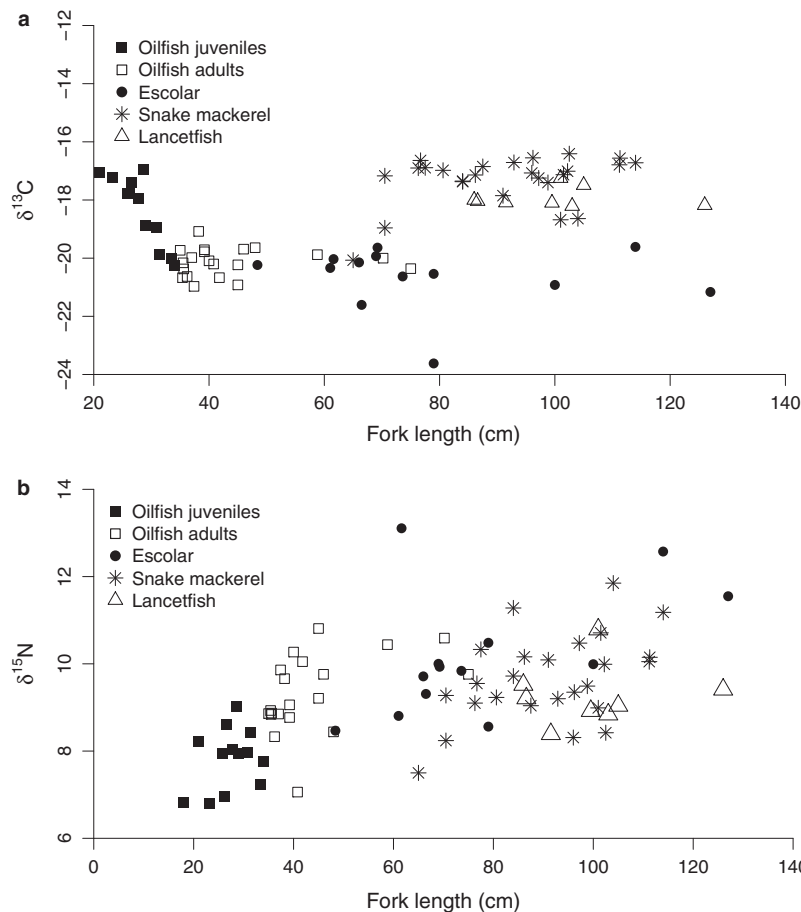 a
−12
−14
−16
−18
−20
−22
−24
δ13C
Oilfish juveniles
Oilfish adults
Escolar
Snake mackerel
Lancetfish
20 40 60 80 100 120 140
Fork length (cm)
b
14
12
10
8
6
δ15N
Oilfish juveniles
Oilfish adults
Escolar
Snake mackerel
Lancetfish
0 20 40 60 80 100 120 140
Fork length (cm)